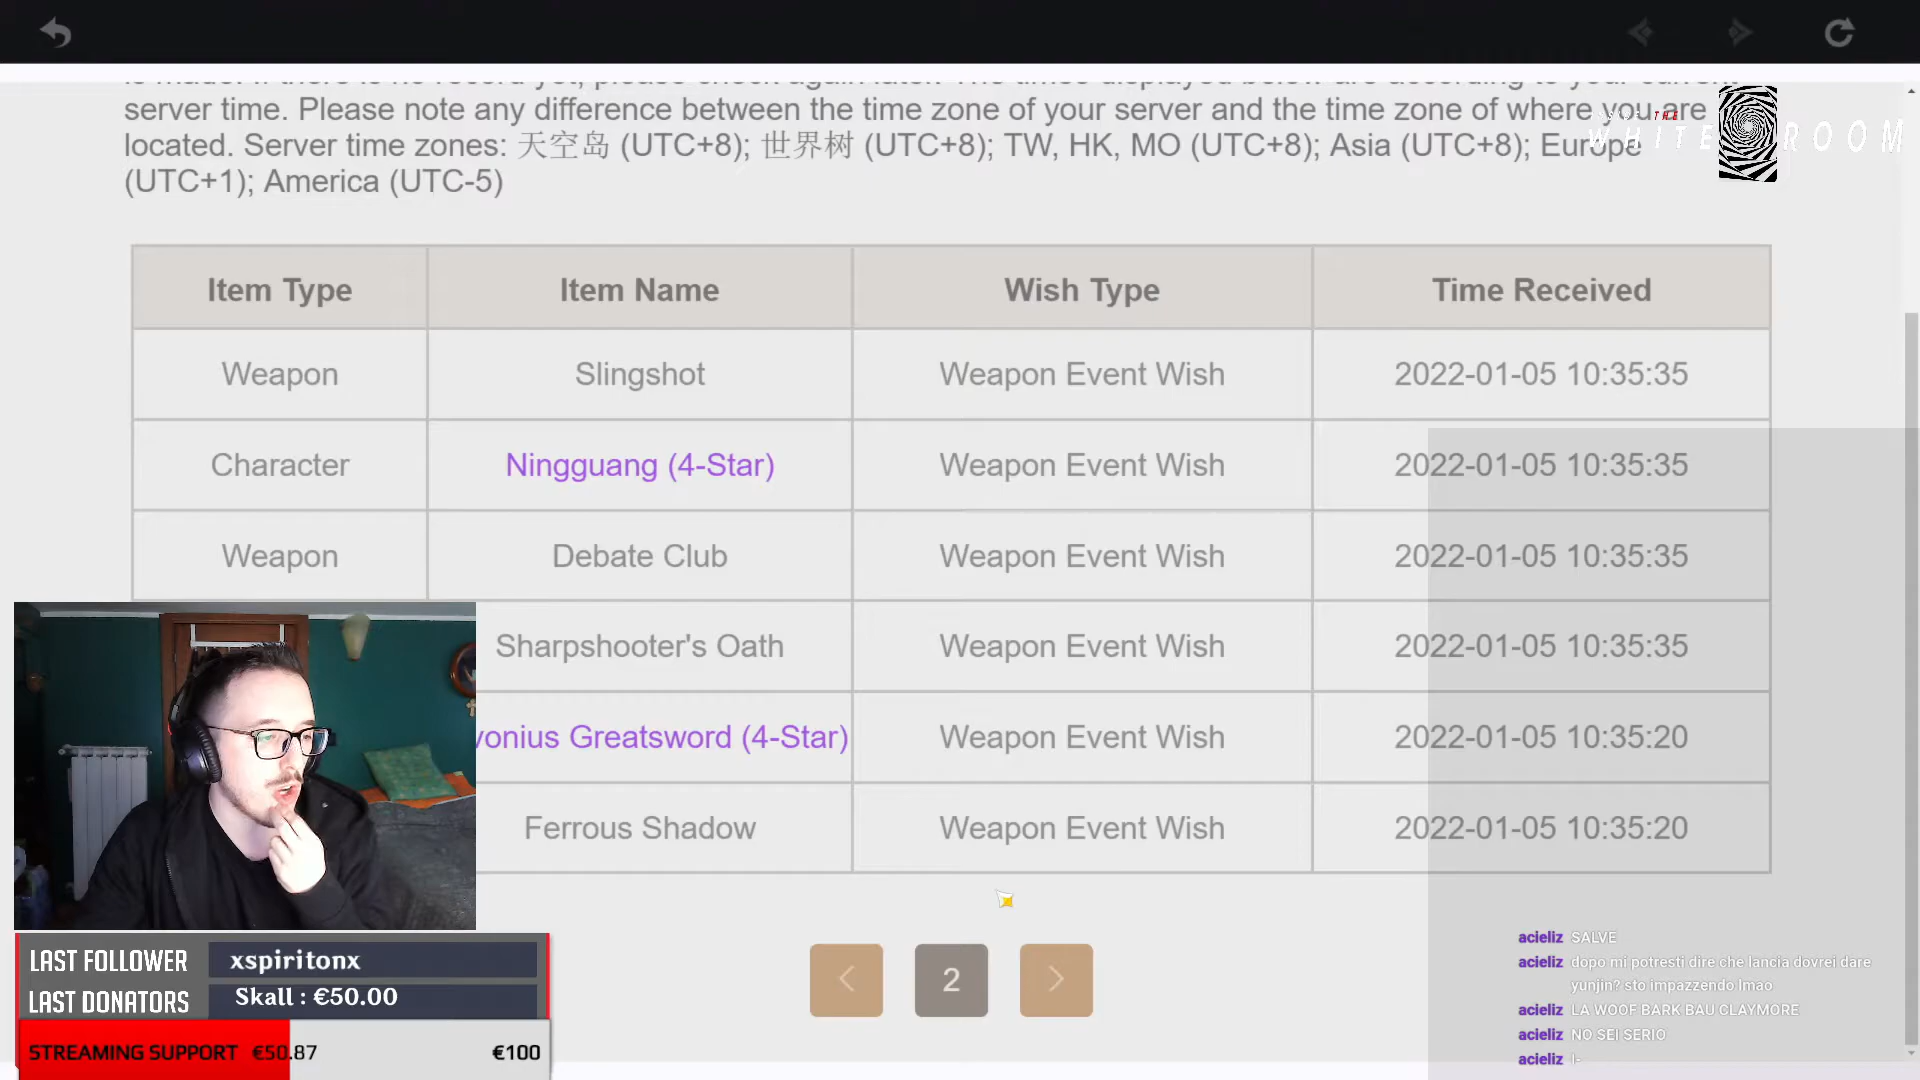 server time. Please note any difference between the time zone of your server and the time zone of where you are
located. Server time zones: 天空岛 (UTC+8); 世界树 (UTC+8); TW, HK, MO (UTC+8); Asia (UTC+8); Europe
(UTC+1); America (UTC-5)
THE
WHITE ROOM
Item Type Item Name Wish Type Time Received
Weapon Slingshot Weapon Event Wish 2022-01-05 10:35:35
Character Ningguang (4-Star) Weapon Event Wish 2022-01-05 10:35:35
Weapon Debate Club Weapon Event Wish 2022-01-05 10:35:35
Sharpshooter's Oath Weapon Event Wish 2022-01-05 10:35:35
vonius Greatsword (4-Star) Weapon Event Wish 2022-01-05 10:35:20
Ferrous Shadow Weapon Event Wish 2022-01-05 10:35:20
2
LAST FOLLOWER xspiritonx
LAST DONATORS Skall : €50.00
STREAMING SUPPORT €50.87 €100
acieliz SALVE
acieliz dopo mi potresti dire che lancia dovrei dare
yunjin? sto impazzendo lmao
acieliz LA WOOF BARK BAU CLAYMORE
acieliz NO SEI SERIO
acieliz I-